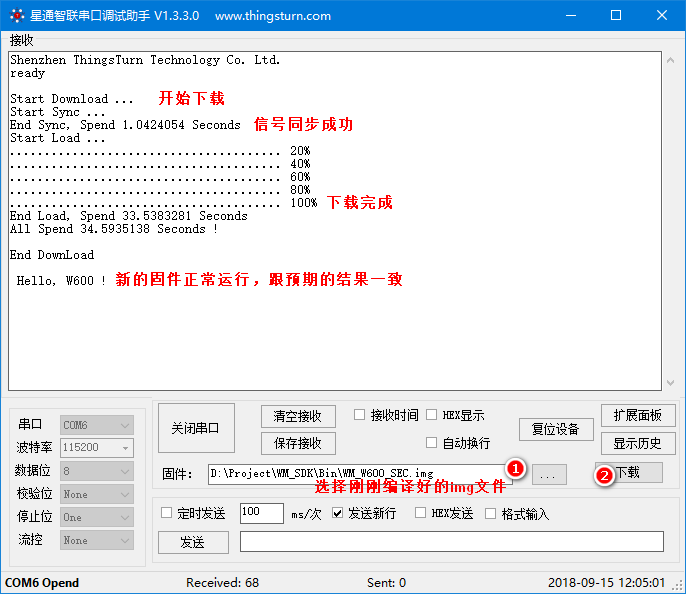 星通智联串口调试助手 V1.3.3.0 www.thingsturn.com
接收
Shenzhen ThingsTurn Technology Co. Ltd.
ready
Start Download ... 开始下载
Start Sync ...
End Sync, Spend 1.0424054 Seconds 信号同步成功
Start Load ...
........................................ 20%
........................................ 40%
........................................ 60%
........................................ 80%
........................................ 100% 下载完成
End Load, Spend 33.5383281 Seconds
All Spend 34.5935138 Seconds !
End DownLoad
Hello, W600 ! 新的固件正常运行，跟预期的结果一致
串口 COM6
波特率 115200
数据位 8
校验位 None
停止位 One
流控 None
关闭串口
清空接收
保存接收
接收时间 HEX显示
自动换行
复位设备
扩展面板
显示历史
固件: D:\Project\WM_SDK\Bin\WM_W600_SEC.img 1 ... 2 下载
选择刚刚编译好的img文件
定时发送 100 ms/次 发送新行 HEX发送 格式输入
发送
COM6 Opend Received: 68 Sent: 0 2018-09-15 12:05:01